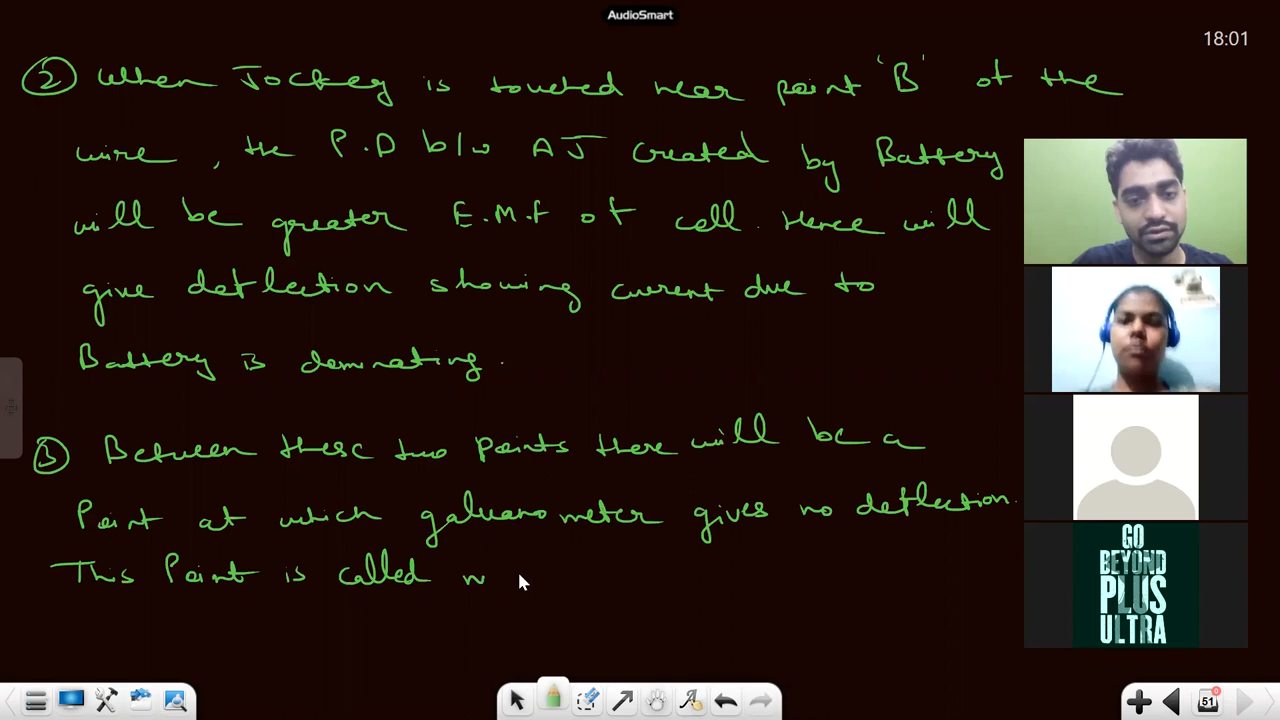 AudioSmart
18:01
② When Jockey is touched near point 'B' of the
wire, the P.D b/w AJ created by Battery
will be greater E.M.f of cell. Hence will
give deflection showing current due to
Battery is dominating.
③ Between these two points there will be a
Point at which galvanometer gives no deflection.
This Point is called n
GO
BEYOND
PLUS
ULTRA
51
0